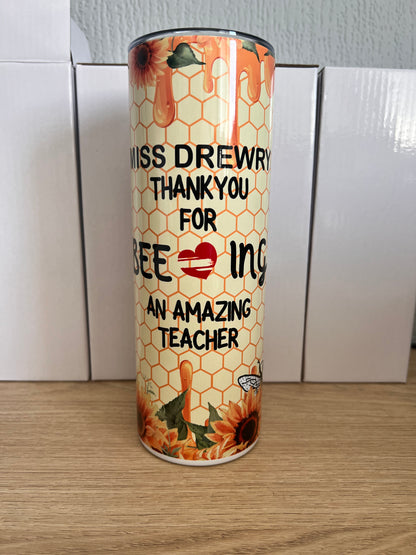 MISS DREWRY
THANKYOU
FOR
BEE ING
AN AMAZING
TEACHER